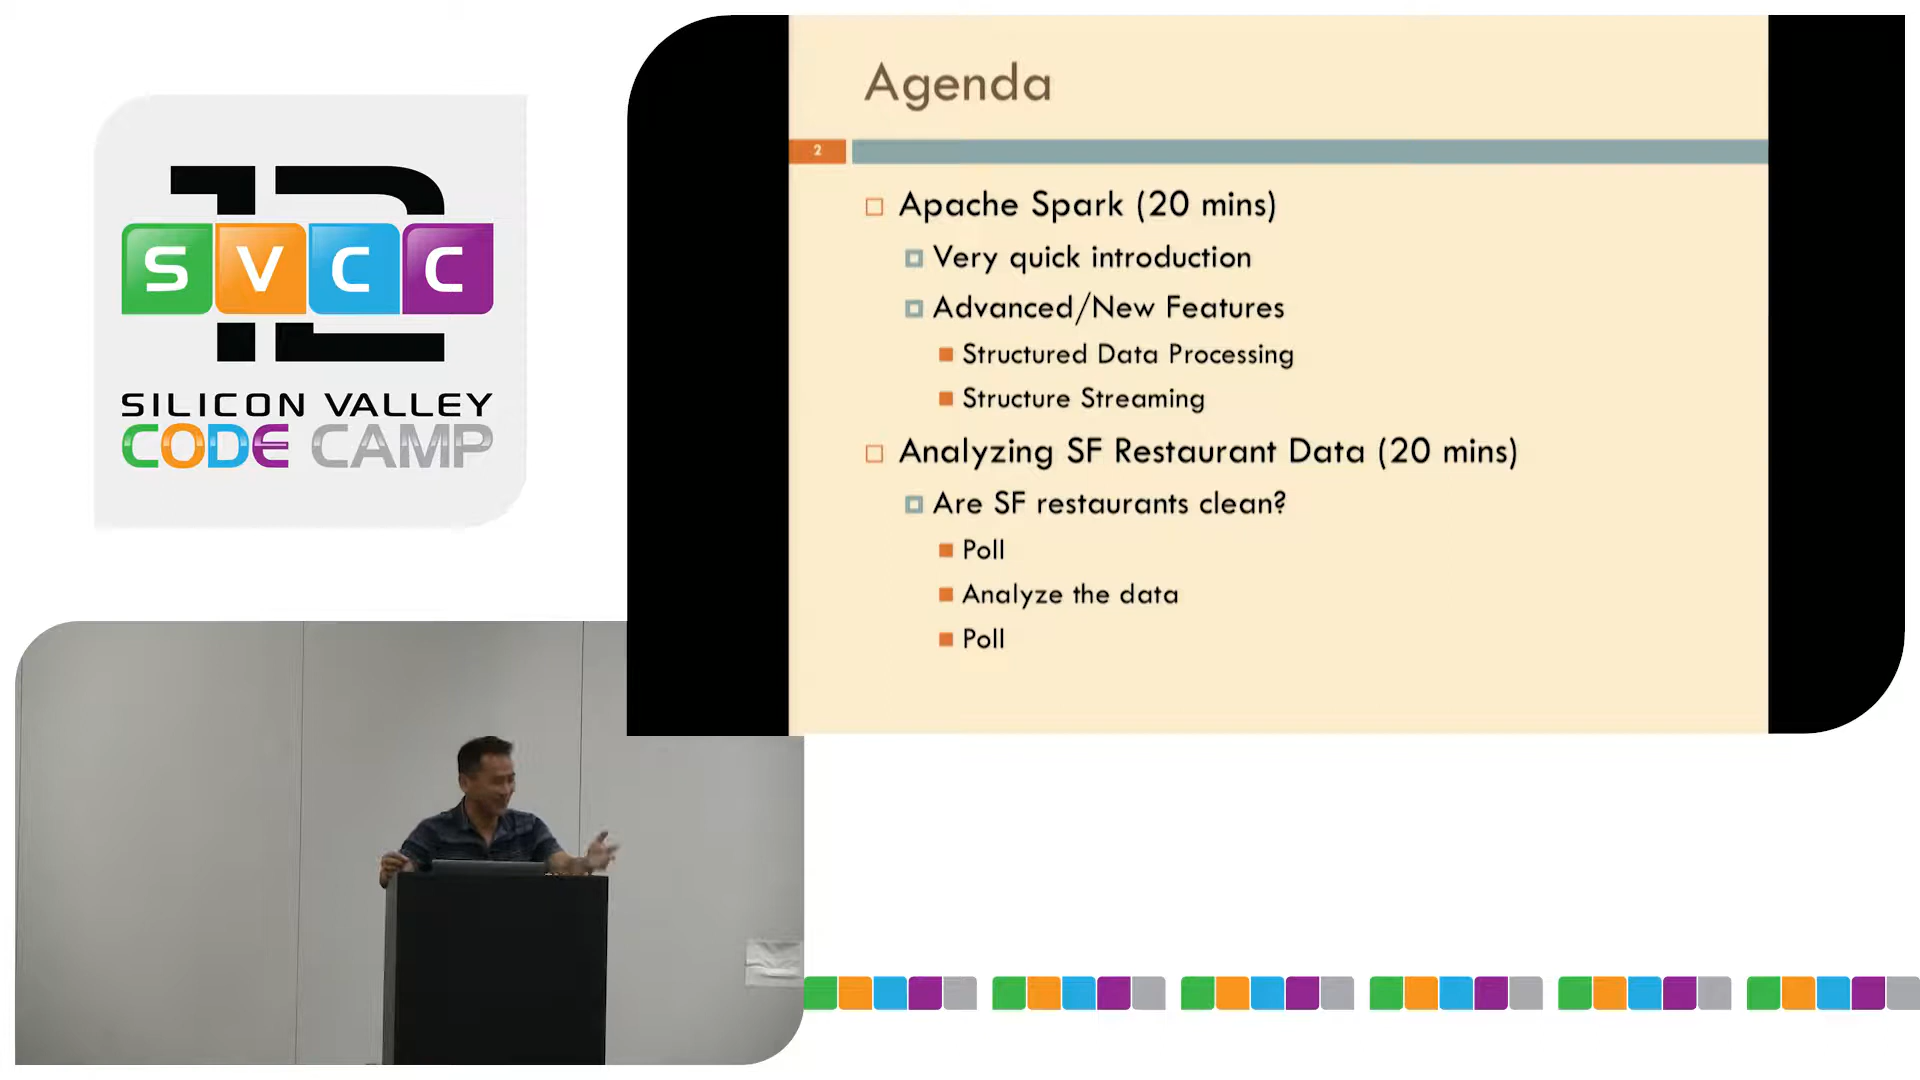 12
SVCC
SILICON VALLEY
CODE CAMP
Agenda
2
Apache Spark (20 mins)
Very quick introduction
Advanced/New Features
Structured Data Processing
Structure Streaming
Analyzing SF Restaurant Data (20 mins)
Are SF restaurants clean?
Poll
Analyze the data
Poll